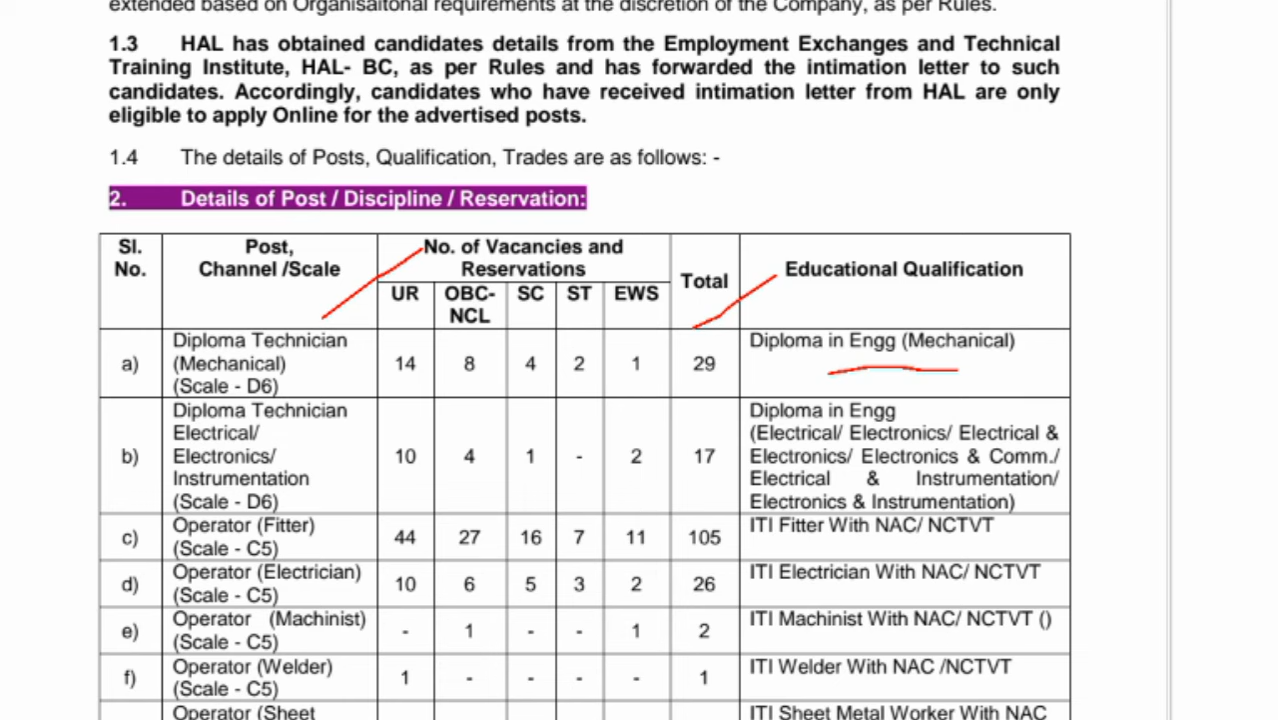 extended based on Organisaitonal requirements at the discretion of the Company, as per Rules.
1.3 HAL has obtained candidates details from the Employment Exchanges and Technical
Training Institute, HAL- BC, as per Rules and has forwarded the intimation letter to such
candidates. Accordingly, candidates who have received intimation letter from HAL are only
eligible to apply Online for the advertised posts.
1.4 The details of Posts, Qualification, Trades are as follows: -
2. Details of Post / Discipline / Reservation:
Sl. No. Post, Channel /Scale No. of Vacancies and Reservations Total Educational Qualification
UR OBC-NCL SC ST EWS
a) Diploma Technician (Mechanical) (Scale - D6) 14 8 4 2 1 29 Diploma in Engg (Mechanical)
b) Diploma Technician Electrical/ Electronics/ Instrumentation (Scale - D6) 10 4 1 - 2 17 Diploma in Engg (Electrical/ Electronics/ Electrical & Electronics/ Electronics & Comm./ Electrical & Instrumentation/ Electronics & Instrumentation)
c) Operator (Fitter) (Scale - C5) 44 27 16 7 11 105 ITI Fitter With NAC/ NCTVT
d) Operator (Electrician) (Scale - C5) 10 6 5 3 2 26 ITI Electrician With NAC/ NCTVT
e) Operator (Machinist) (Scale - C5) - 1 - - 1 2 ITI Machinist With NAC/ NCTVT ()
f) Operator (Welder) (Scale - C5) 1 - - - - 1 ITI Welder With NAC /NCTVT
Operator (Sheet ITI Sheet Metal Worker With NAC